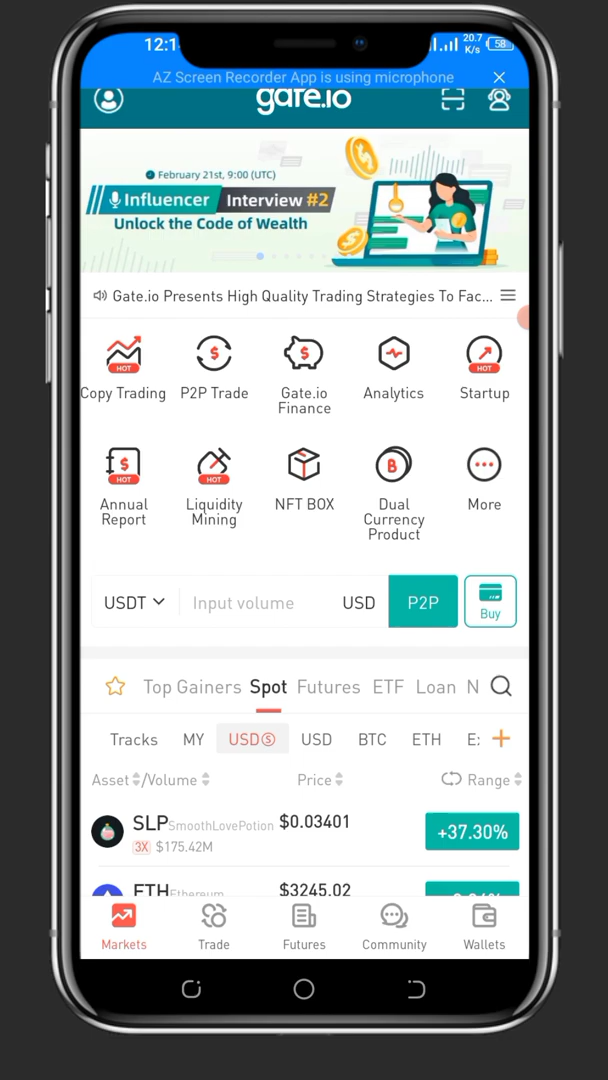 12:1
20.7
K/s
58
AZ Screen Recorder App is using microphone
gate.io
February 21st, 9:00 (UTC)
Influencer Interview #2
Unlock the Code of Wealth
Gate.io Presents High Quality Trading Strategies To Fac...
HOT
HOT
Copy Trading P2P Trade Gate.io Finance Analytics Startup
HOT
HOT
Annual Report Liquidity Mining NFT BOX Dual Currency Product More
USDT Input volume USD P2P Buy
Top Gainers Spot Futures ETF Loan N
Tracks MY USDⓈ USD BTC ETH E:
Asset/Volume Price Range
SLP SmoothLovePotion $0.03401 +37.30%
3X $175.42M
ETH Ethereum $3245.02
Markets Trade Futures Community Wallets